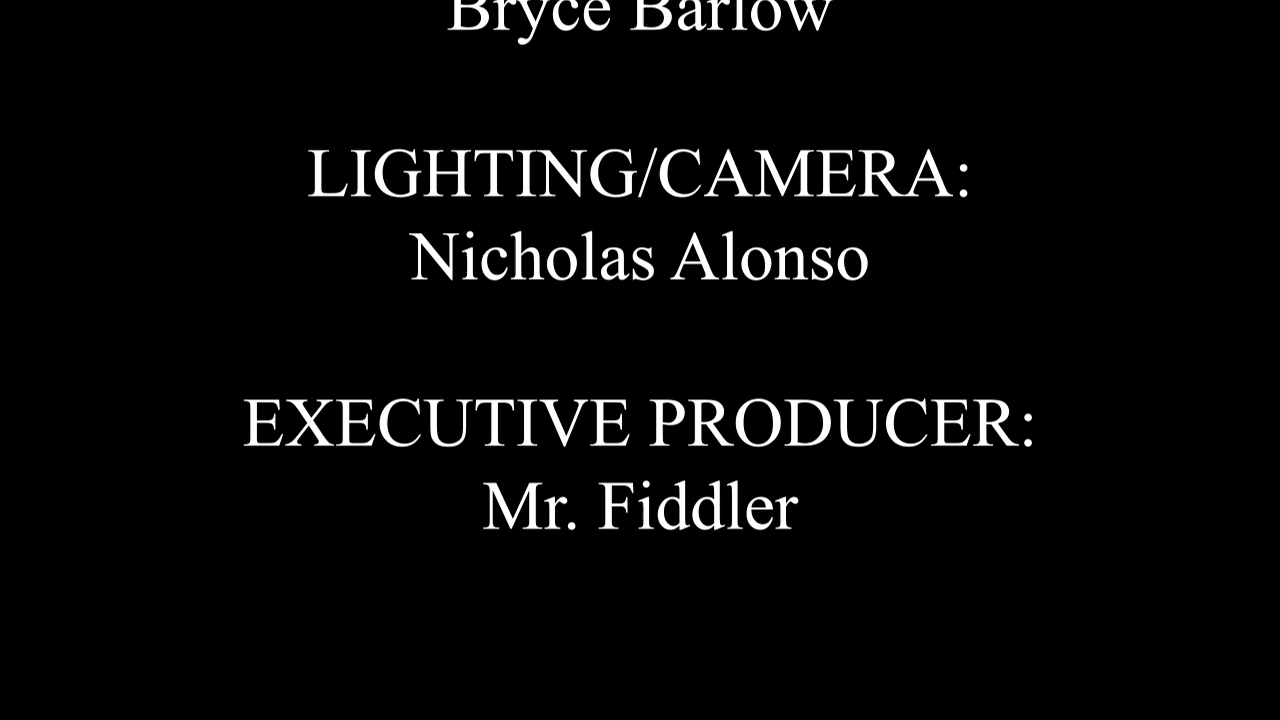 Bryce Barlow
LIGHTING/CAMERA:
Nicholas Alonso
EXECUTIVE PRODUCER:
Mr. Fiddler